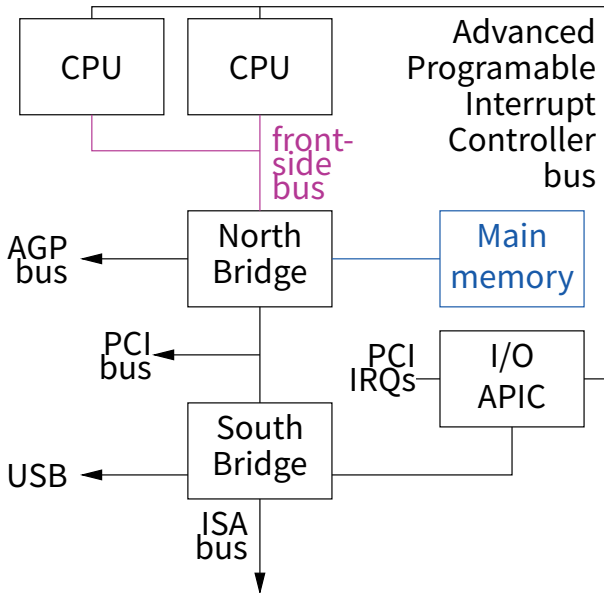 CPU
CPU
Advanced
Programable
Interrupt
Controller
bus
front-
side
bus
AGP
bus
North
Bridge
Main
memory
PCI
bus
PCI
IRQs
I/O
APIC
South
Bridge
USB
ISA
bus